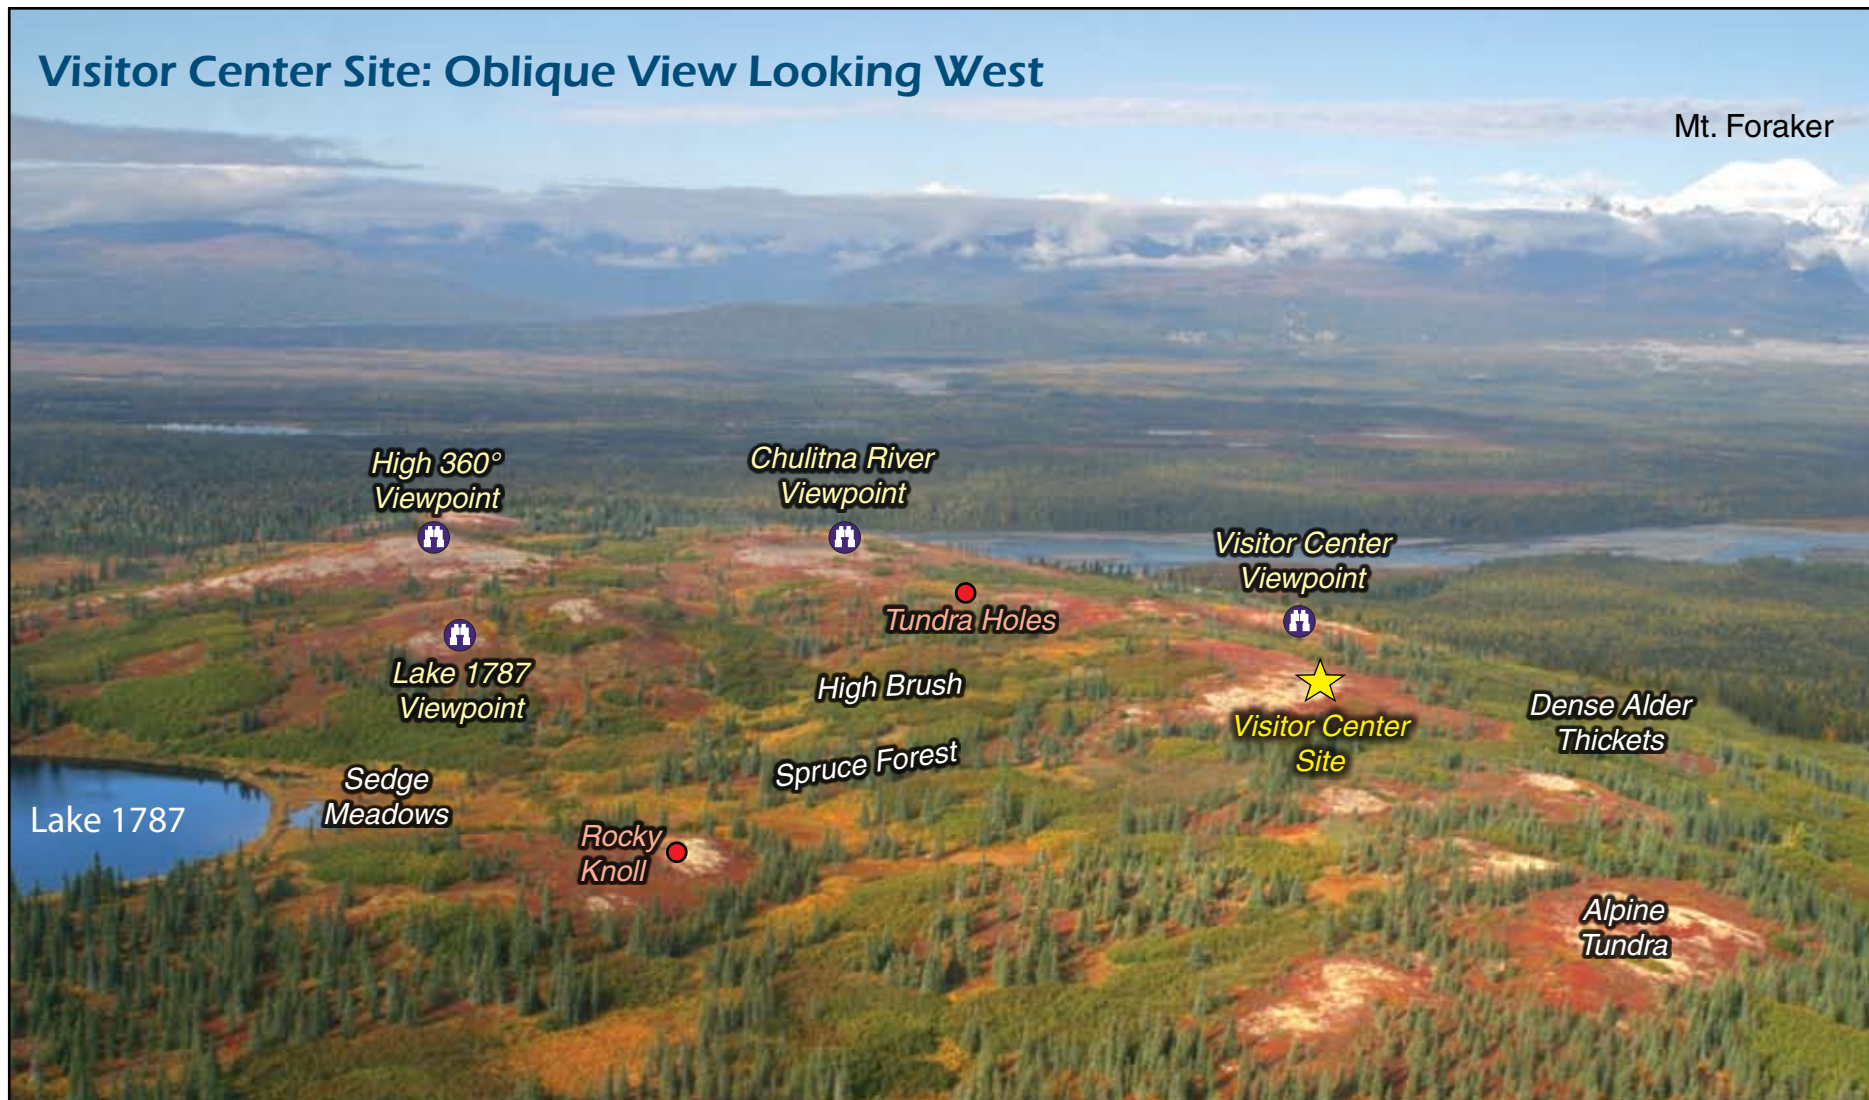 Visitor Center Site: Oblique View Looking West
Mt. Foraker
High 360°
Viewpoint
Chulitna River
Viewpoint
Visitor Center
Viewpoint
Tundra Holes
Lake 1787
Viewpoint
High Brush
Visitor Center
Site
Dense Alder
Thickets
Spruce Forest
Sedge
Meadows
Lake 1787
Rocky
Knoll
Alpine
Tundra